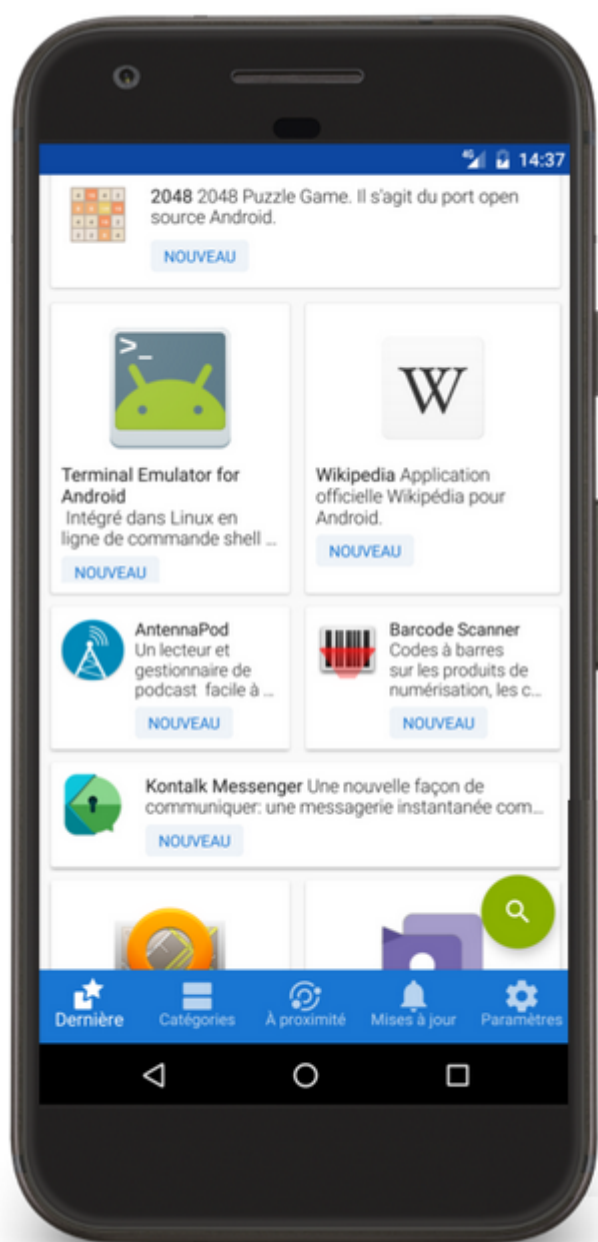 4G 14:37
2048 2048 Puzzle Game. Il s'agit du port open
source Android.
NOUVEAU
>_
Terminal Emulator for
Android
Intégré dans Linux en
ligne de commande shell ...
NOUVEAU
W
Wikipedia Application
officielle Wikipédia pour
Android.
NOUVEAU
AntennaPod
Un lecteur et
gestionnaire de
podcast facile à ...
NOUVEAU
Barcode Scanner
Codes à barres
sur les produits de
numérisation, les c...
NOUVEAU
Kontalk Messenger Une nouvelle façon de
communiquer: une messagerie instantanée com...
NOUVEAU
Dernière Catégories À proximité Mises à jour Paramètres